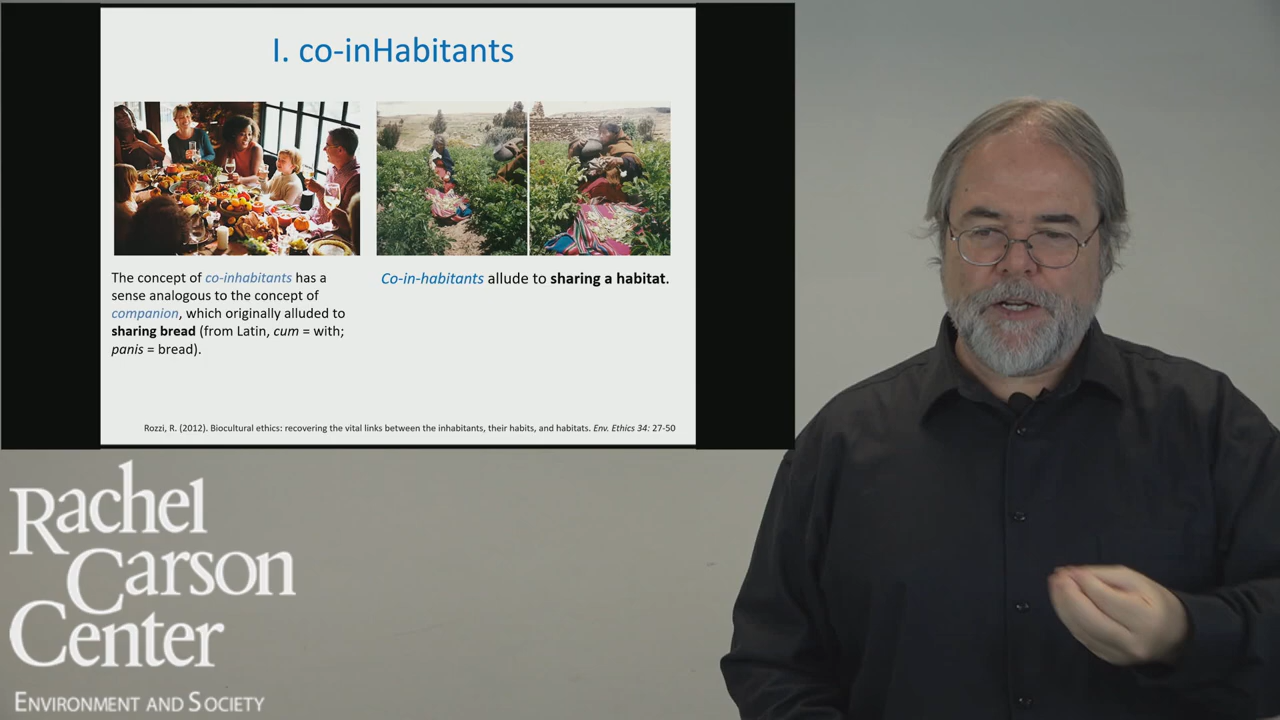 I. co-inHabitants
The concept of co-inhabitants has a
sense analogous to the concept of
companion, which originally alluded to
sharing bread (from Latin, cum = with;
panis = bread).
Co-in-habitants allude to sharing a habitat.
Rozzi, R. (2012). Biocultural ethics: recovering the vital links between the inhabitants, their habits, and habitats. Env. Ethics 34: 27-50
Rachel
Carson
Center
ENVIRONMENT AND SOCIETY